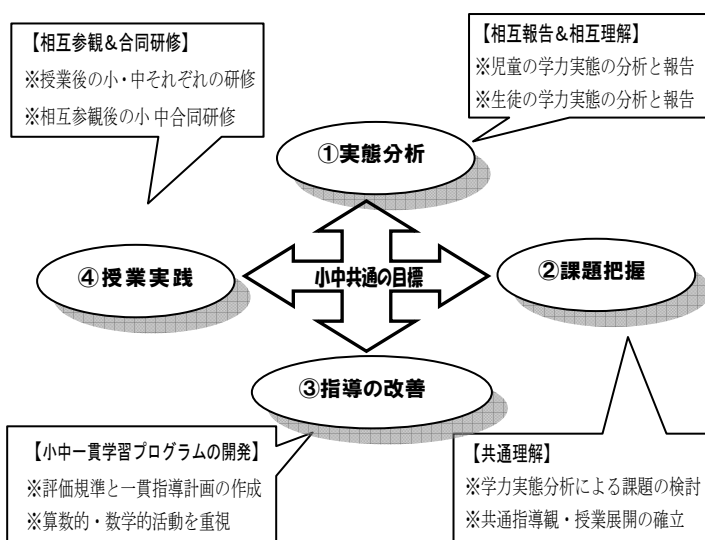 【相互参観&合同研修】
※授業後の小・中それぞれの研修
※相互参観後の小中合同研修
【相互報告&相互理解】
※児童の学力実態の分析と報告
※生徒の学力実態の分析と報告
①実態分析
④授業実践
小中共通の目標
②課題把握
③指導の改善
【小中一貫学習プログラムの開発】
※評価規準と一貫指導計画の作成
※算数的・数学的活動を重視
【共通理解】
※学力実態分析による課題の検討
※共通指導観・授業展開の確立